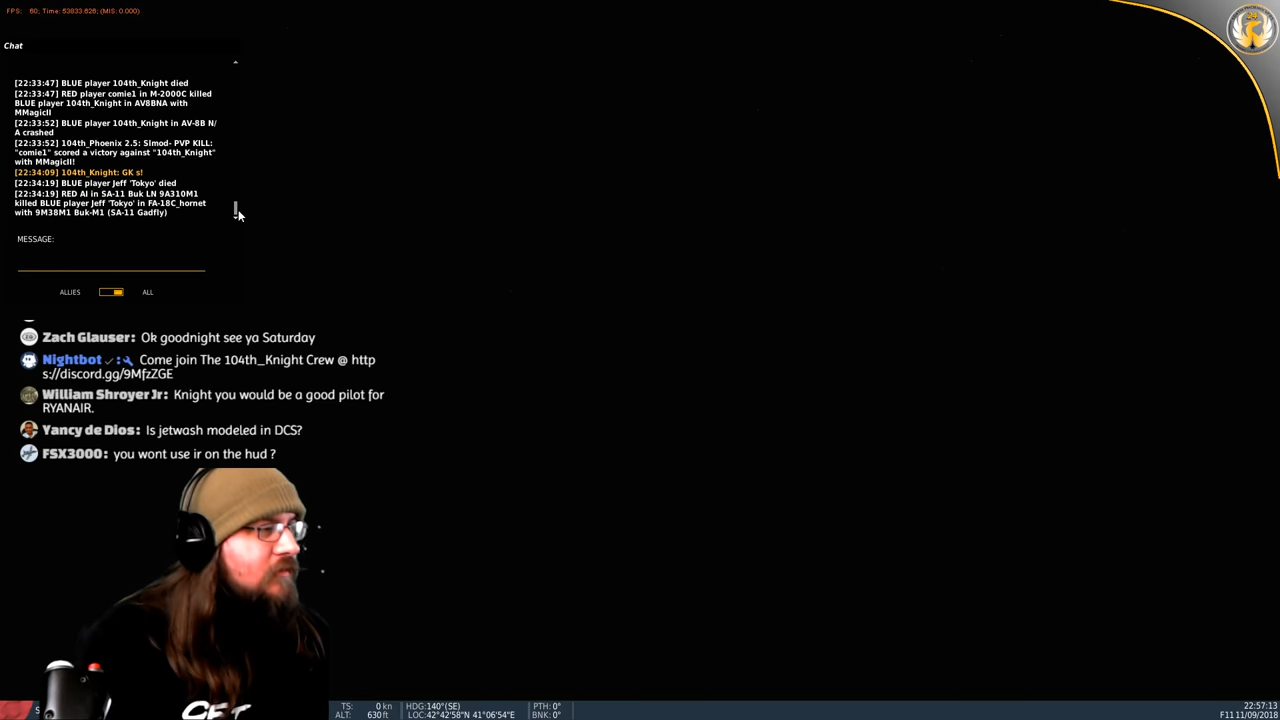 FPS: 60; Time: 53833.626; (MIS: 0.000)
Chat
[22:33:47] BLUE player 104th_Knight died
[22:33:47] RED player comie1 in M-2000C killed
BLUE player 104th_Knight in AV8BNA with
MMagicII
[22:33:52] BLUE player 104th_Knight in AV-8B N/
A crashed
[22:33:52] 104th_Phoenix 2.5: Slmod- PVP KILL:
"comie1" scored a victory against "104th_Knight"
with MMagicII!
[22:34:09] 104th_Knight: GK s!
[22:34:19] BLUE player Jeff 'Tokyo' died
[22:34:19] RED AI in SA-11 Buk LN 9A310M1
killed BLUE player Jeff 'Tokyo' in FA-18C_hornet
with 9M38M1 Buk-M1 (SA-11 Gadfly)
MESSAGE:
ALLIES ALL
Zach Glauser: Ok goodnight see ya Saturday
Nightbot: Come join The 104th_Knight Crew @ http
s://discord.gg/9MfzZGE
William Shroyer Jr: Knight you would be a good pilot for
RYANAIR.
Yancy de Dios: Is jetwash modeled in DCS?
FSX3000: you wont use ir on the hud ?
TS: 0 kn HDG:140°(SE) PTH: 0° 22:57:13
ALT: 630 ft LOC:42°42'58"N 41°06'54"E BNK: 0° F11 11/09/2018